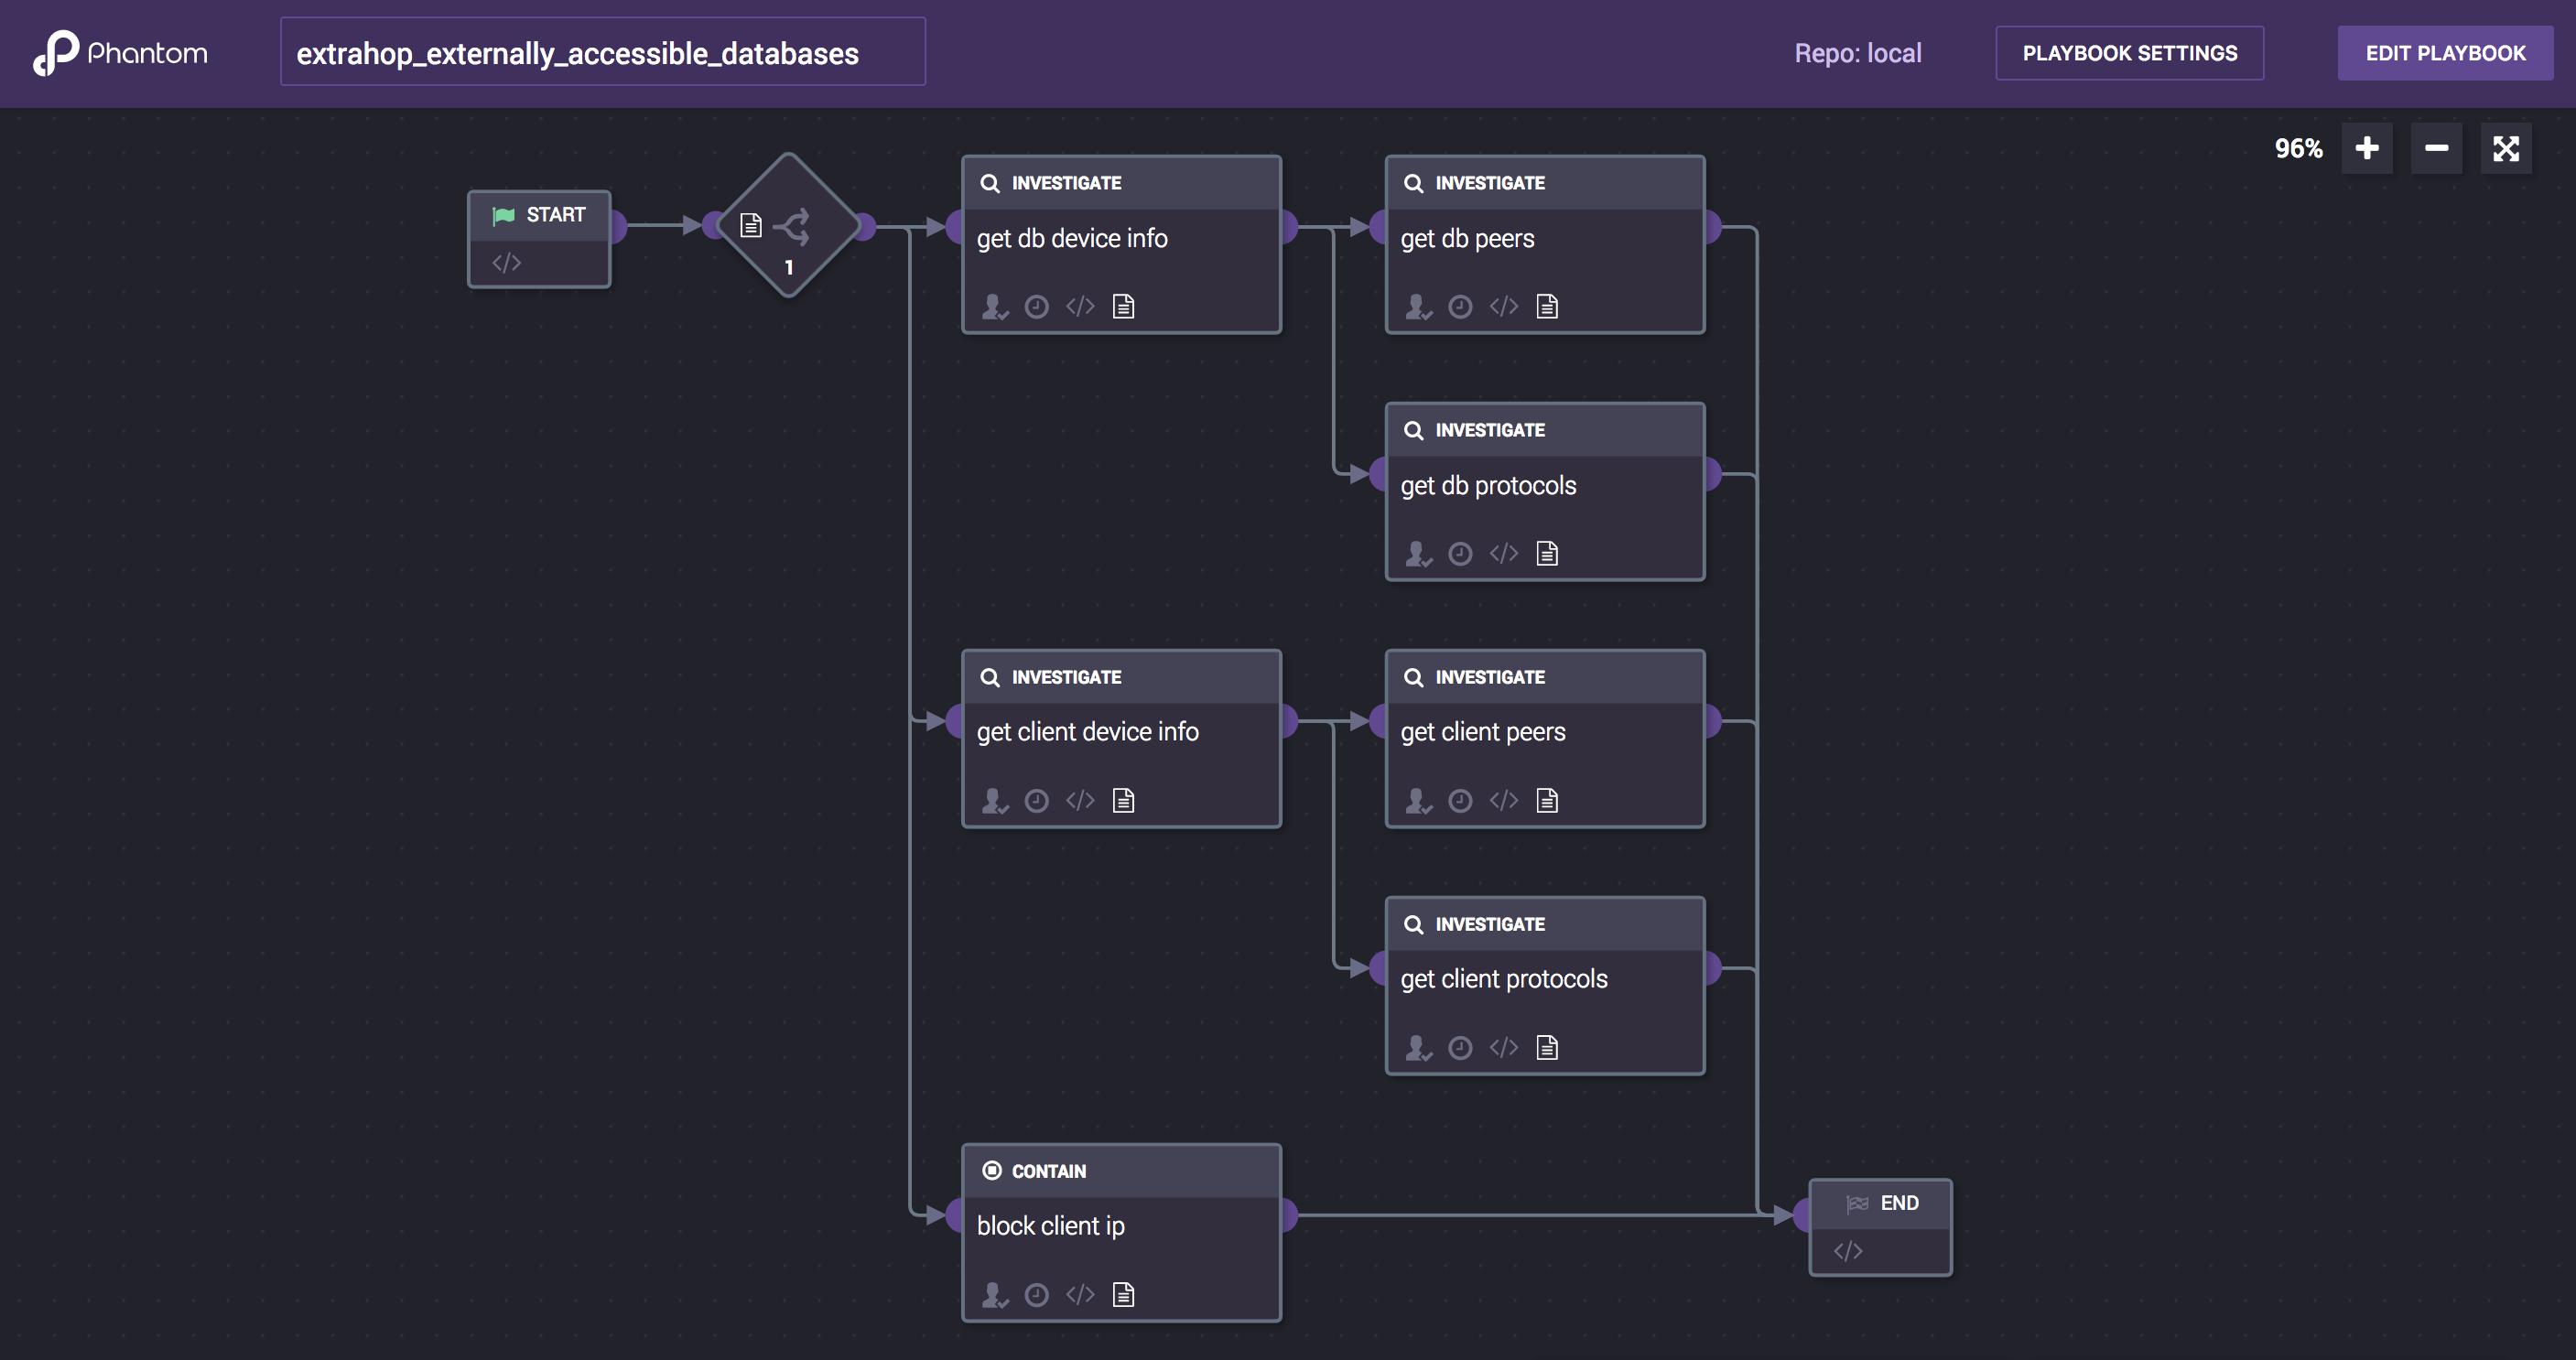 Phantom
extrahop_externally_accessible_databases
Repo: local
PLAYBOOK SETTINGS
EDIT PLAYBOOK
96%
START
</>
1
INVESTIGATE
get db device info
</>
INVESTIGATE
get db peers
</>
INVESTIGATE
get db protocols
</>
INVESTIGATE
get client device info
</>
INVESTIGATE
get client peers
</>
INVESTIGATE
get client protocols
</>
CONTAIN
block client ip
</>
END
</>